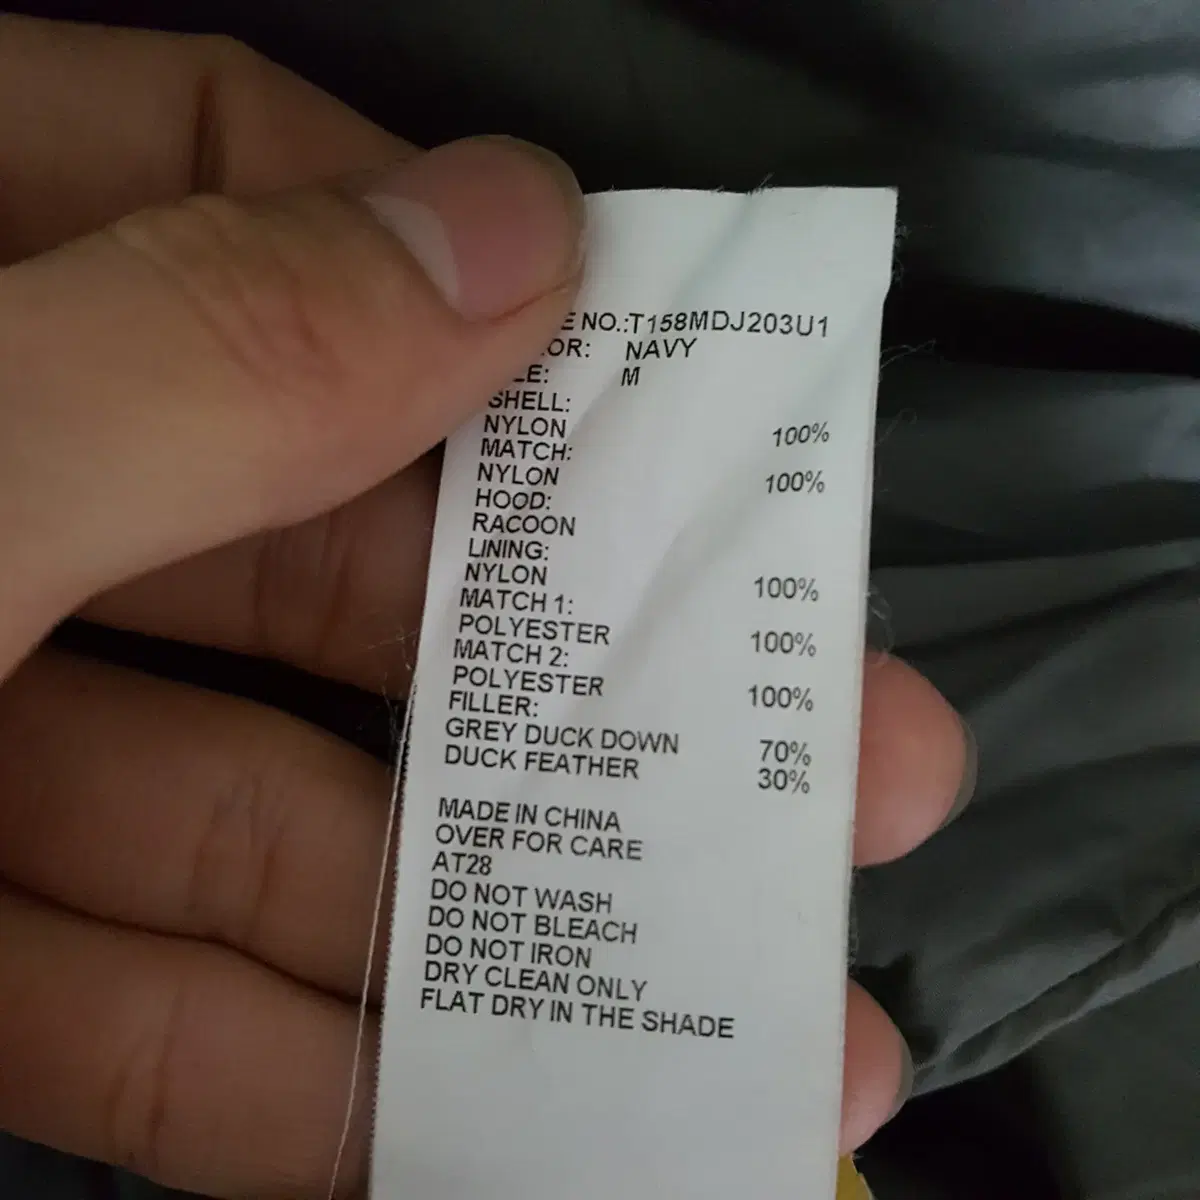 NO.:T158MDJ203U1
NAVY
M
SHELL:
NYLON 100%
MATCH:
NYLON 100%
HOOD:
RACOON
LINING:
NYLON 100%
MATCH 1:
POLYESTER 100%
MATCH 2:
POLYESTER 100%
FILLER:
GREY DUCK DOWN 70%
DUCK FEATHER 30%
MADE IN CHINA
OVER FOR CARE
AT28
DO NOT WASH
DO NOT BLEACH
DO NOT IRON
DRY CLEAN ONLY
FLAT DRY IN THE SHADE